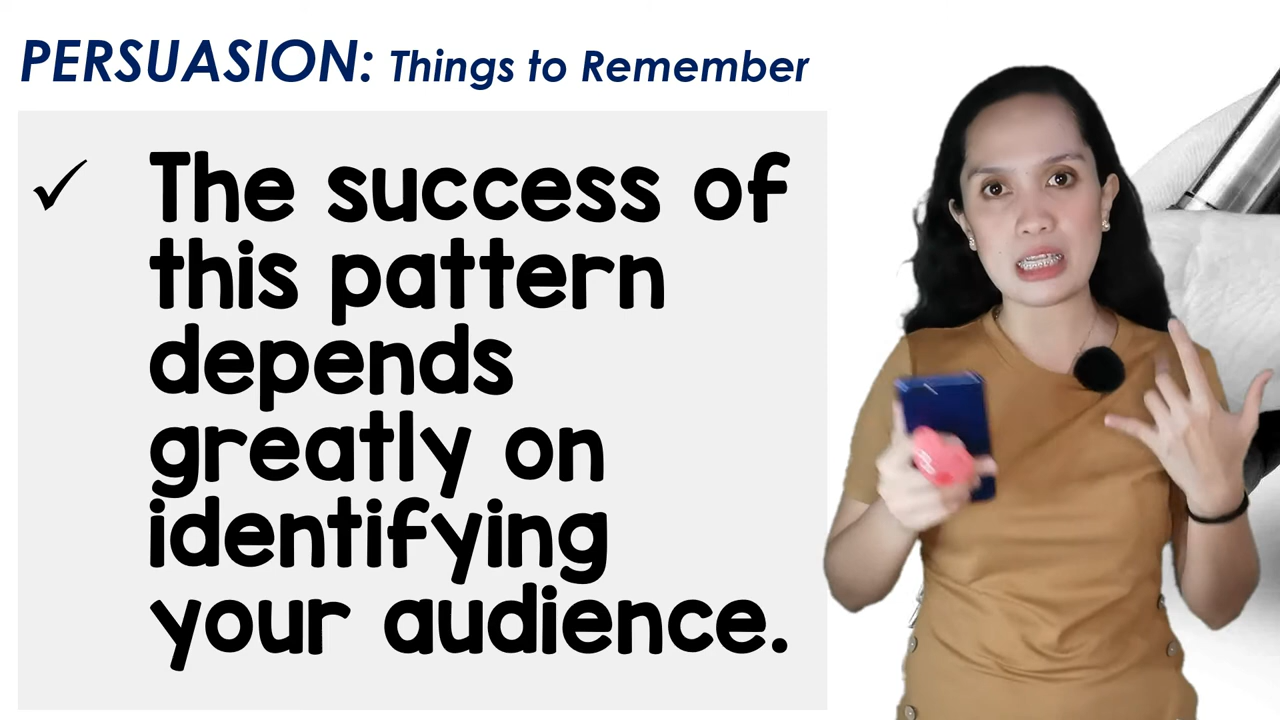 PERSUASION: Things to Remember
✓ The success of
this pattern
depends
greatly on
identifying
your audience.